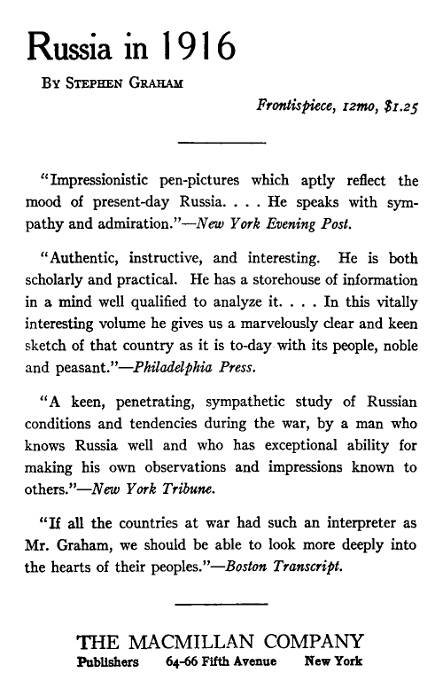 Russia in 1916
By Stephen Graham
Frontispiece, 12mo, $1.25
"Impressionistic pen-pictures which aptly reflect the
mood of present-day Russia. . . . He speaks with sym-
pathy and admiration."—New York Evening Post.
"Authentic, instructive, and interesting. He is both
scholarly and practical. He has a storehouse of information
in a mind well qualified to analyze it. . . . In this vitally
interesting volume he gives us a marvelously clear and keen
sketch of that country as it is to-day with its people, noble
and peasant."—Philadelphia Press.
"A keen, penetrating, sympathetic study of Russian
conditions and tendencies during the war, by a man who
knows Russia well and who has exceptional ability for
making his own observations and impressions known to
others."—New York Tribune.
"If all the countries at war had such an interpreter as
Mr. Graham, we should be able to look more deeply into
the hearts of their peoples."—Boston Transcript.
THE MACMILLAN COMPANY
Publishers 64-66 Fifth Avenue New York